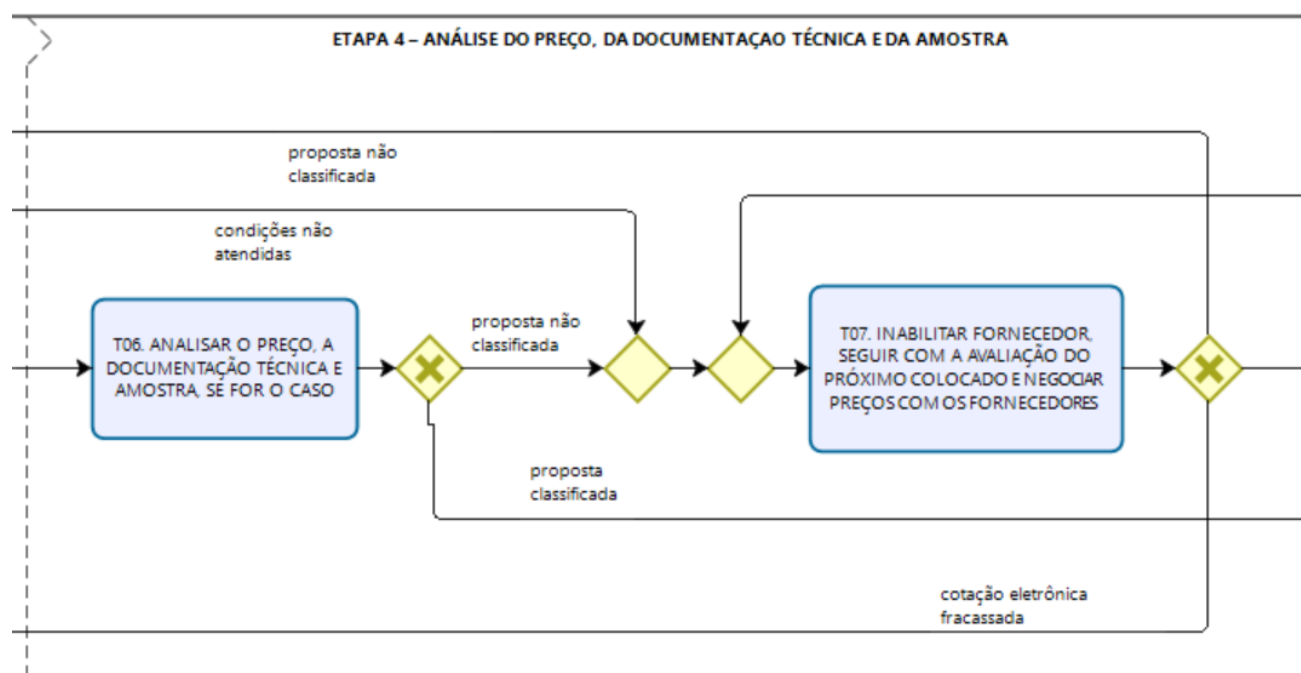 ETAPA 4 – ANÁLISE DO PREÇO, DA DOCUMENTAÇAO TÉCNICA E DA AMOSTRA
proposta não
classificada
condições não
atendidas
T06. ANALISAR O PREÇO, A
DOCUMENTAÇÃO TÉCNICA E
AMOSTRA, SE FOR O CASO
proposta não
classificada
T07. INABILITAR FORNECEDOR,
SEGUIR COM A AVALIAÇÃO DO
PRÓXIMO COLOCADO E NEGOCIAR
PREÇOS COM OS FORNECEDORES
proposta
classificada
cotação eletrônica
fracassada